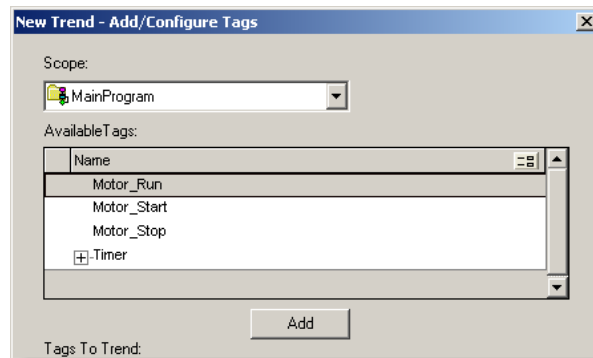 New Trend - Add/Configure Tags
Scope:
MainProgram
AvailableTags:
Name
Motor_Run
Motor_Start
Motor_Stop
Timer
Add
Tags To Trend: